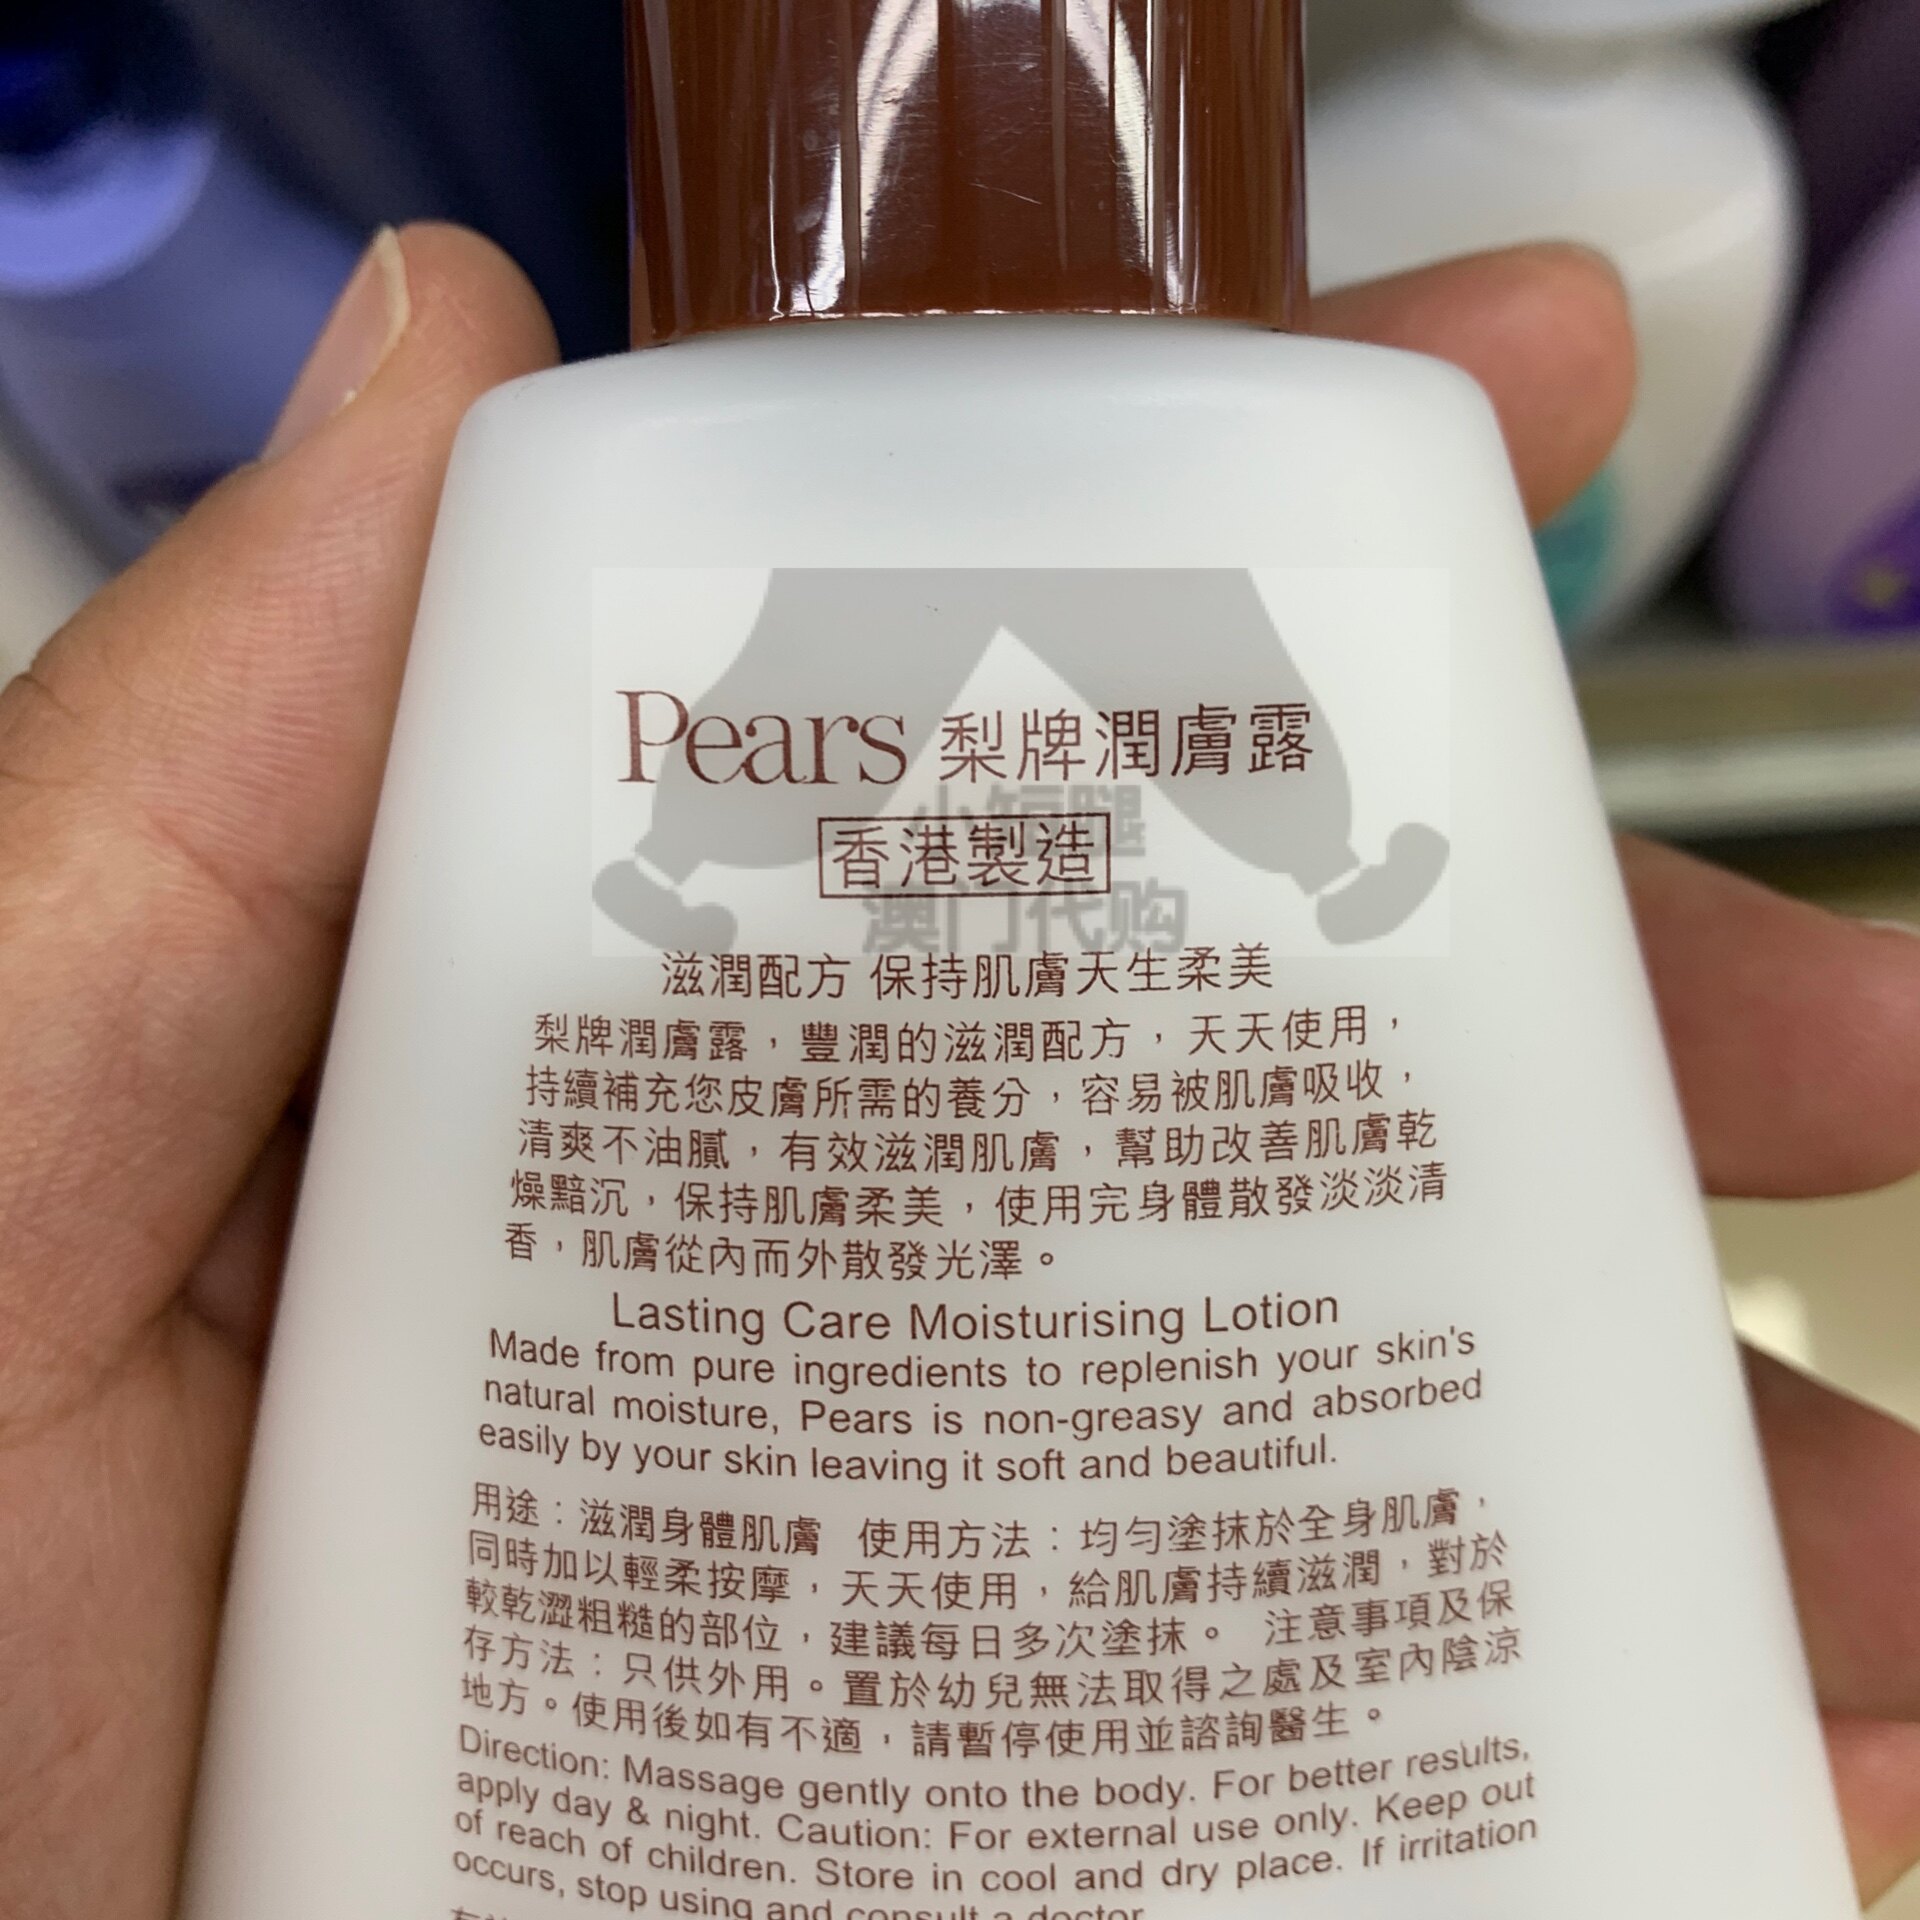 Pears 梨牌潤膚露
小短腿
香港製造
澳门代购
滋潤配方 保持肌膚天生柔美
梨牌潤膚露，豐潤的滋潤配方，天天使用，
持續補充您皮膚所需的養分，容易被肌膚吸收，
清爽不油膩，有效滋潤肌膚，幫助改善肌膚乾
燥黯沉，保持肌膚柔美，使用完身體散發淡淡清
香，肌膚從內而外散發光澤。
Lasting Care Moisturising Lotion
Made from pure ingredients to replenish your skin's
natural moisture, Pears is non-greasy and absorbed
easily by your skin leaving it soft and beautiful.
用途：滋潤身體肌膚 使用方法：均勻塗抹於全身肌膚，
同時加以輕柔按摩，天天使用，給肌膚持續滋潤，對於
較乾澀粗糙的部位，建議每日多次塗抹。 注意事項及保
存方法：只供外用。置於幼兒無法取得之處及室內陰涼
地方。使用後如有不適，請暫停使用並諮詢醫生。
Direction: Massage gently onto the body. For better results,
apply day & night. Caution: For external use only. Keep out
of reach of children. Store in cool and dry place. If irritation
occurs, stop using and consult a doctor